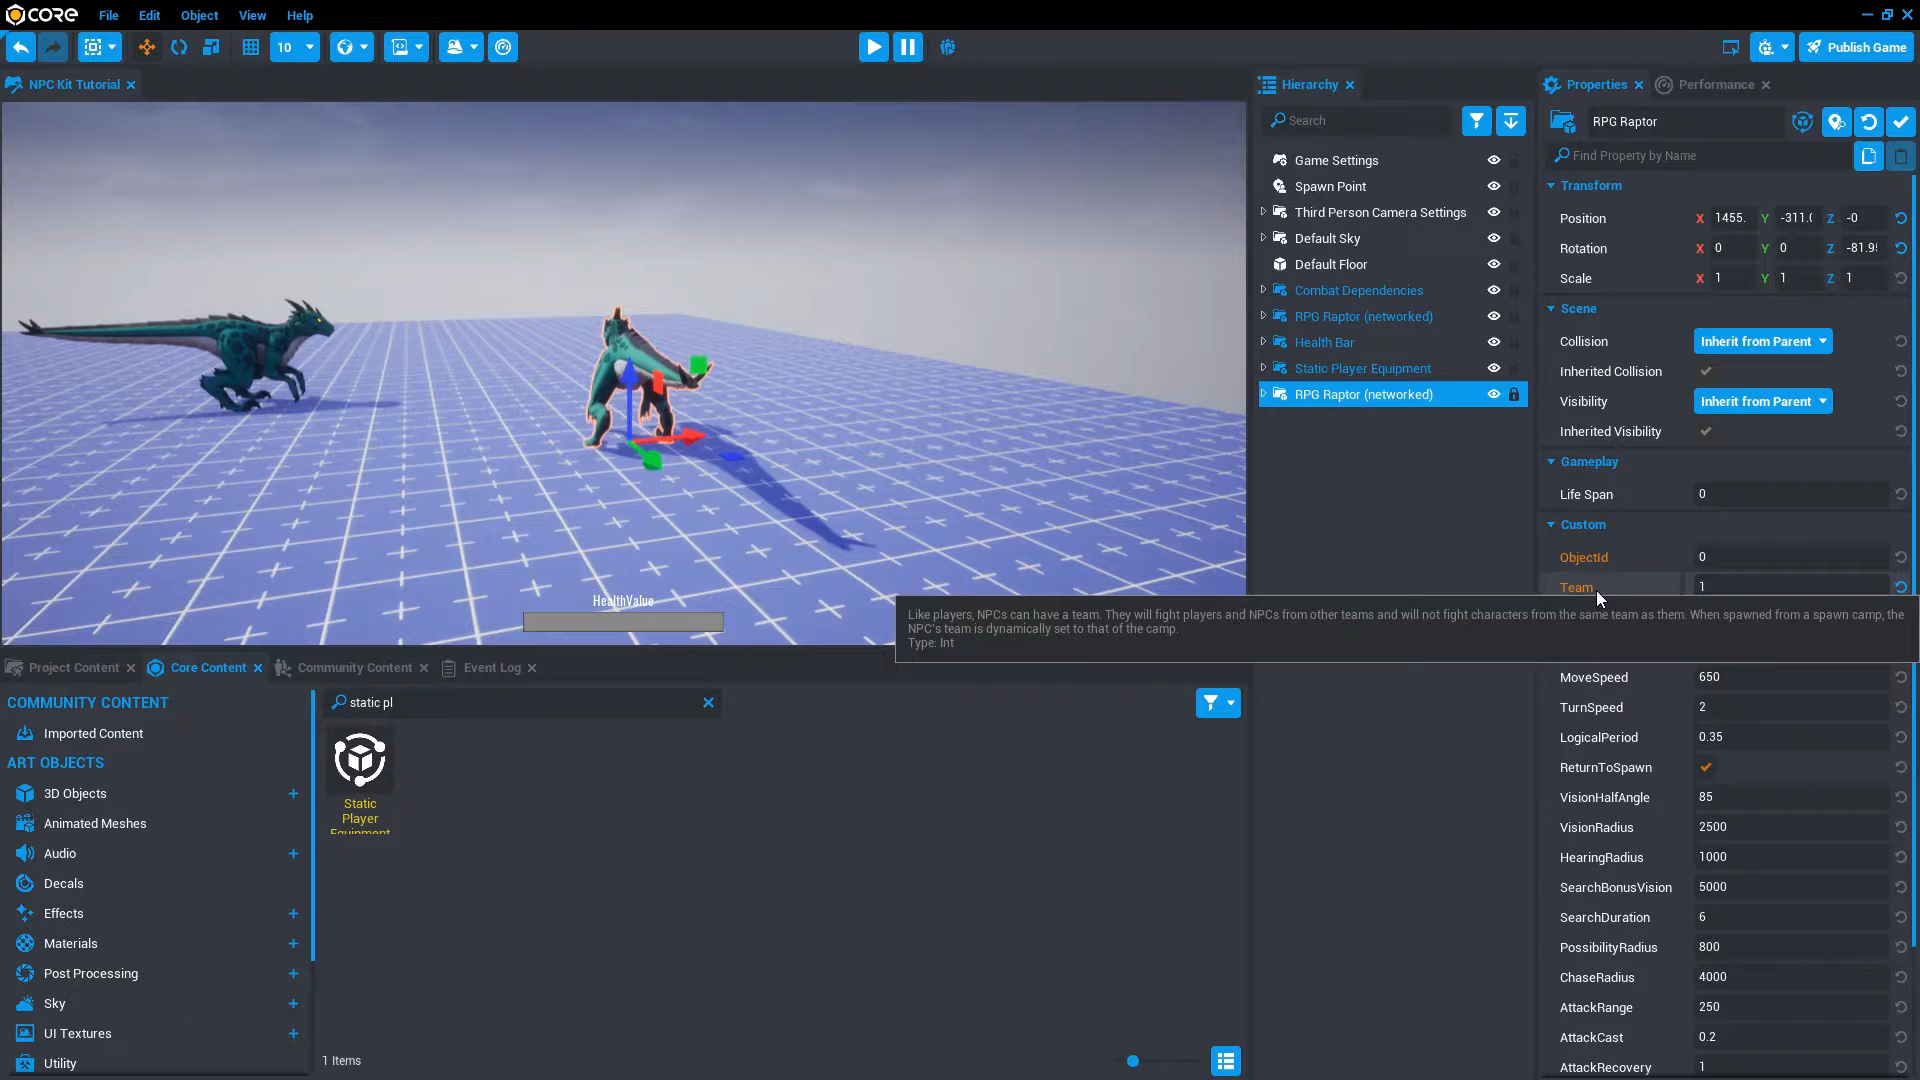 CORE
File
Edit
Object
View
Help
10
Publish Game
NPC Kit Tutorial
Hierarchy
Properties
Performance
Search
RPG Raptor
Find Property by Name
Game Settings
Spawn Point
Third Person Camera Settings
Default Sky
Default Floor
Combat Dependencies
RPG Raptor (networked)
Health Bar
Static Player Equipment
RPG Raptor (networked)
Transform
Position X 1455. Y -311.( Z -0
Rotation X 0 Y 0 Z -81.9
Scale X 1 Y 1 Z 1
Scene
Collision Inherit from Parent
Inherited Collision
Visibility Inherit from Parent
Inherited Visibility
Gameplay
Life Span 0
Custom
ObjectId 0
Team 1
HealthValue
Like players, NPCs can have a team. They will fight players and NPCs from other teams and will not fight characters from the same team as them. When spawned from a spawn camp, the
NPC's team is dynamically set to that of the camp.
Type: Int
MoveSpeed 650
TurnSpeed 2
LogicalPeriod 0.35
ReturnToSpawn
VisionHalfAngle 85
VisionRadius 2500
HearingRadius 1000
SearchBonusVision 5000
SearchDuration 6
PossibilityRadius 800
ChaseRadius 4000
AttackRange 250
AttackCast 0.2
AttackRecovery 1
Project Content
Core Content
Community Content
Event Log
COMMUNITY CONTENT
Imported Content
ART OBJECTS
3D Objects
Animated Meshes
Audio
Decals
Effects
Materials
Post Processing
Sky
UI Textures
Utility
static pl
Static
Player
Equipment
1 Items